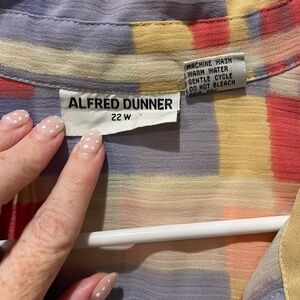 ALFRED DUNNER
22 W
MACHINE WASH
WARM WATER
GENTLE CYCLE
DO NOT BLEACH